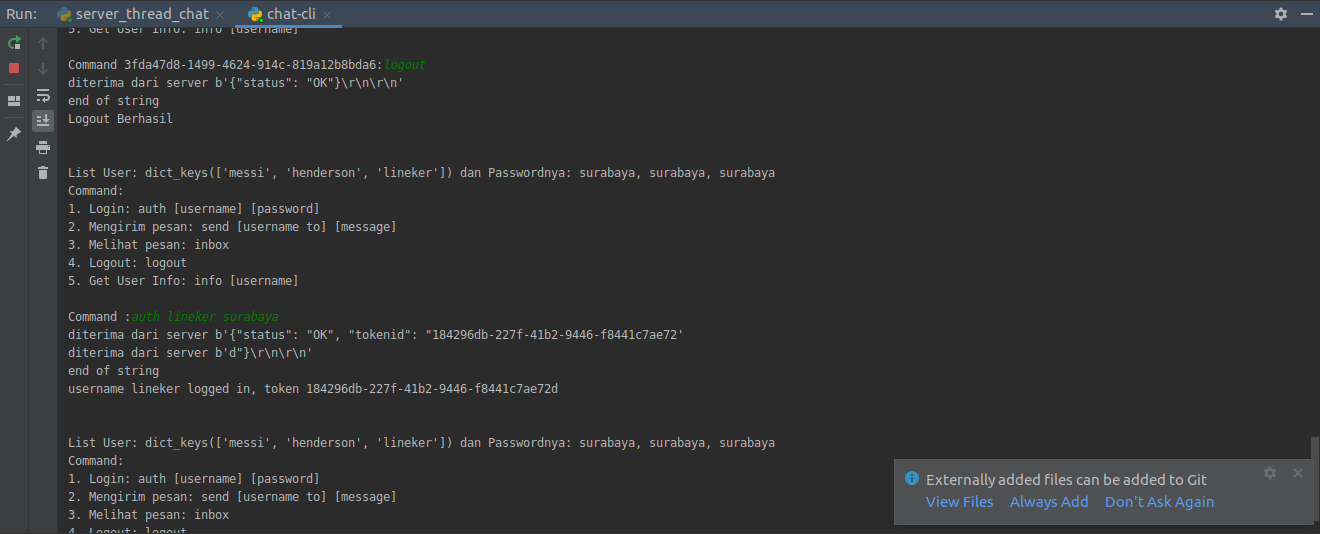 Run: server_thread_chat chat-cli
5. Get User Info: info [username]
Command 3fda47d8-1499-4624-914c-819a12b8bda6:logout
diterima dari server b'{"status": "OK"}\r\n\r\n'
end of string
Logout Berhasil
List User: dict_keys(['messi', 'henderson', 'lineker']) dan Passwordnya: surabaya, surabaya, surabaya
Command:
1. Login: auth [username] [password]
2. Mengirim pesan: send [username to] [message]
3. Melihat pesan: inbox
4. Logout: logout
5. Get User Info: info [username]
Command :auth lineker surabaya
diterima dari server b'{"status": "OK", "tokenid": "184296db-227f-41b2-9446-f8441c7ae72'
diterima dari server b'd"}\r\n\r\n'
end of string
username lineker logged in, token 184296db-227f-41b2-9446-f8441c7ae72d
List User: dict_keys(['messi', 'henderson', 'lineker']) dan Passwordnya: surabaya, surabaya, surabaya
Command:
1. Login: auth [username] [password]
2. Mengirim pesan: send [username to] [message]
3. Melihat pesan: inbox
4. Logout: logout
Externally added files can be added to Git
View Files Always Add Don't Ask Again